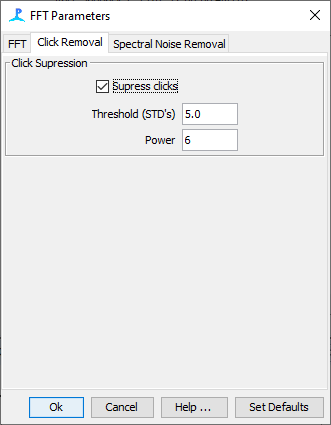 FFT Parameters
FFT Click Removal Spectral Noise Removal
Click Supression
Supress clicks
Threshold (STD's) 5.0
Power 6
Ok Cancel Help ... Set Defaults